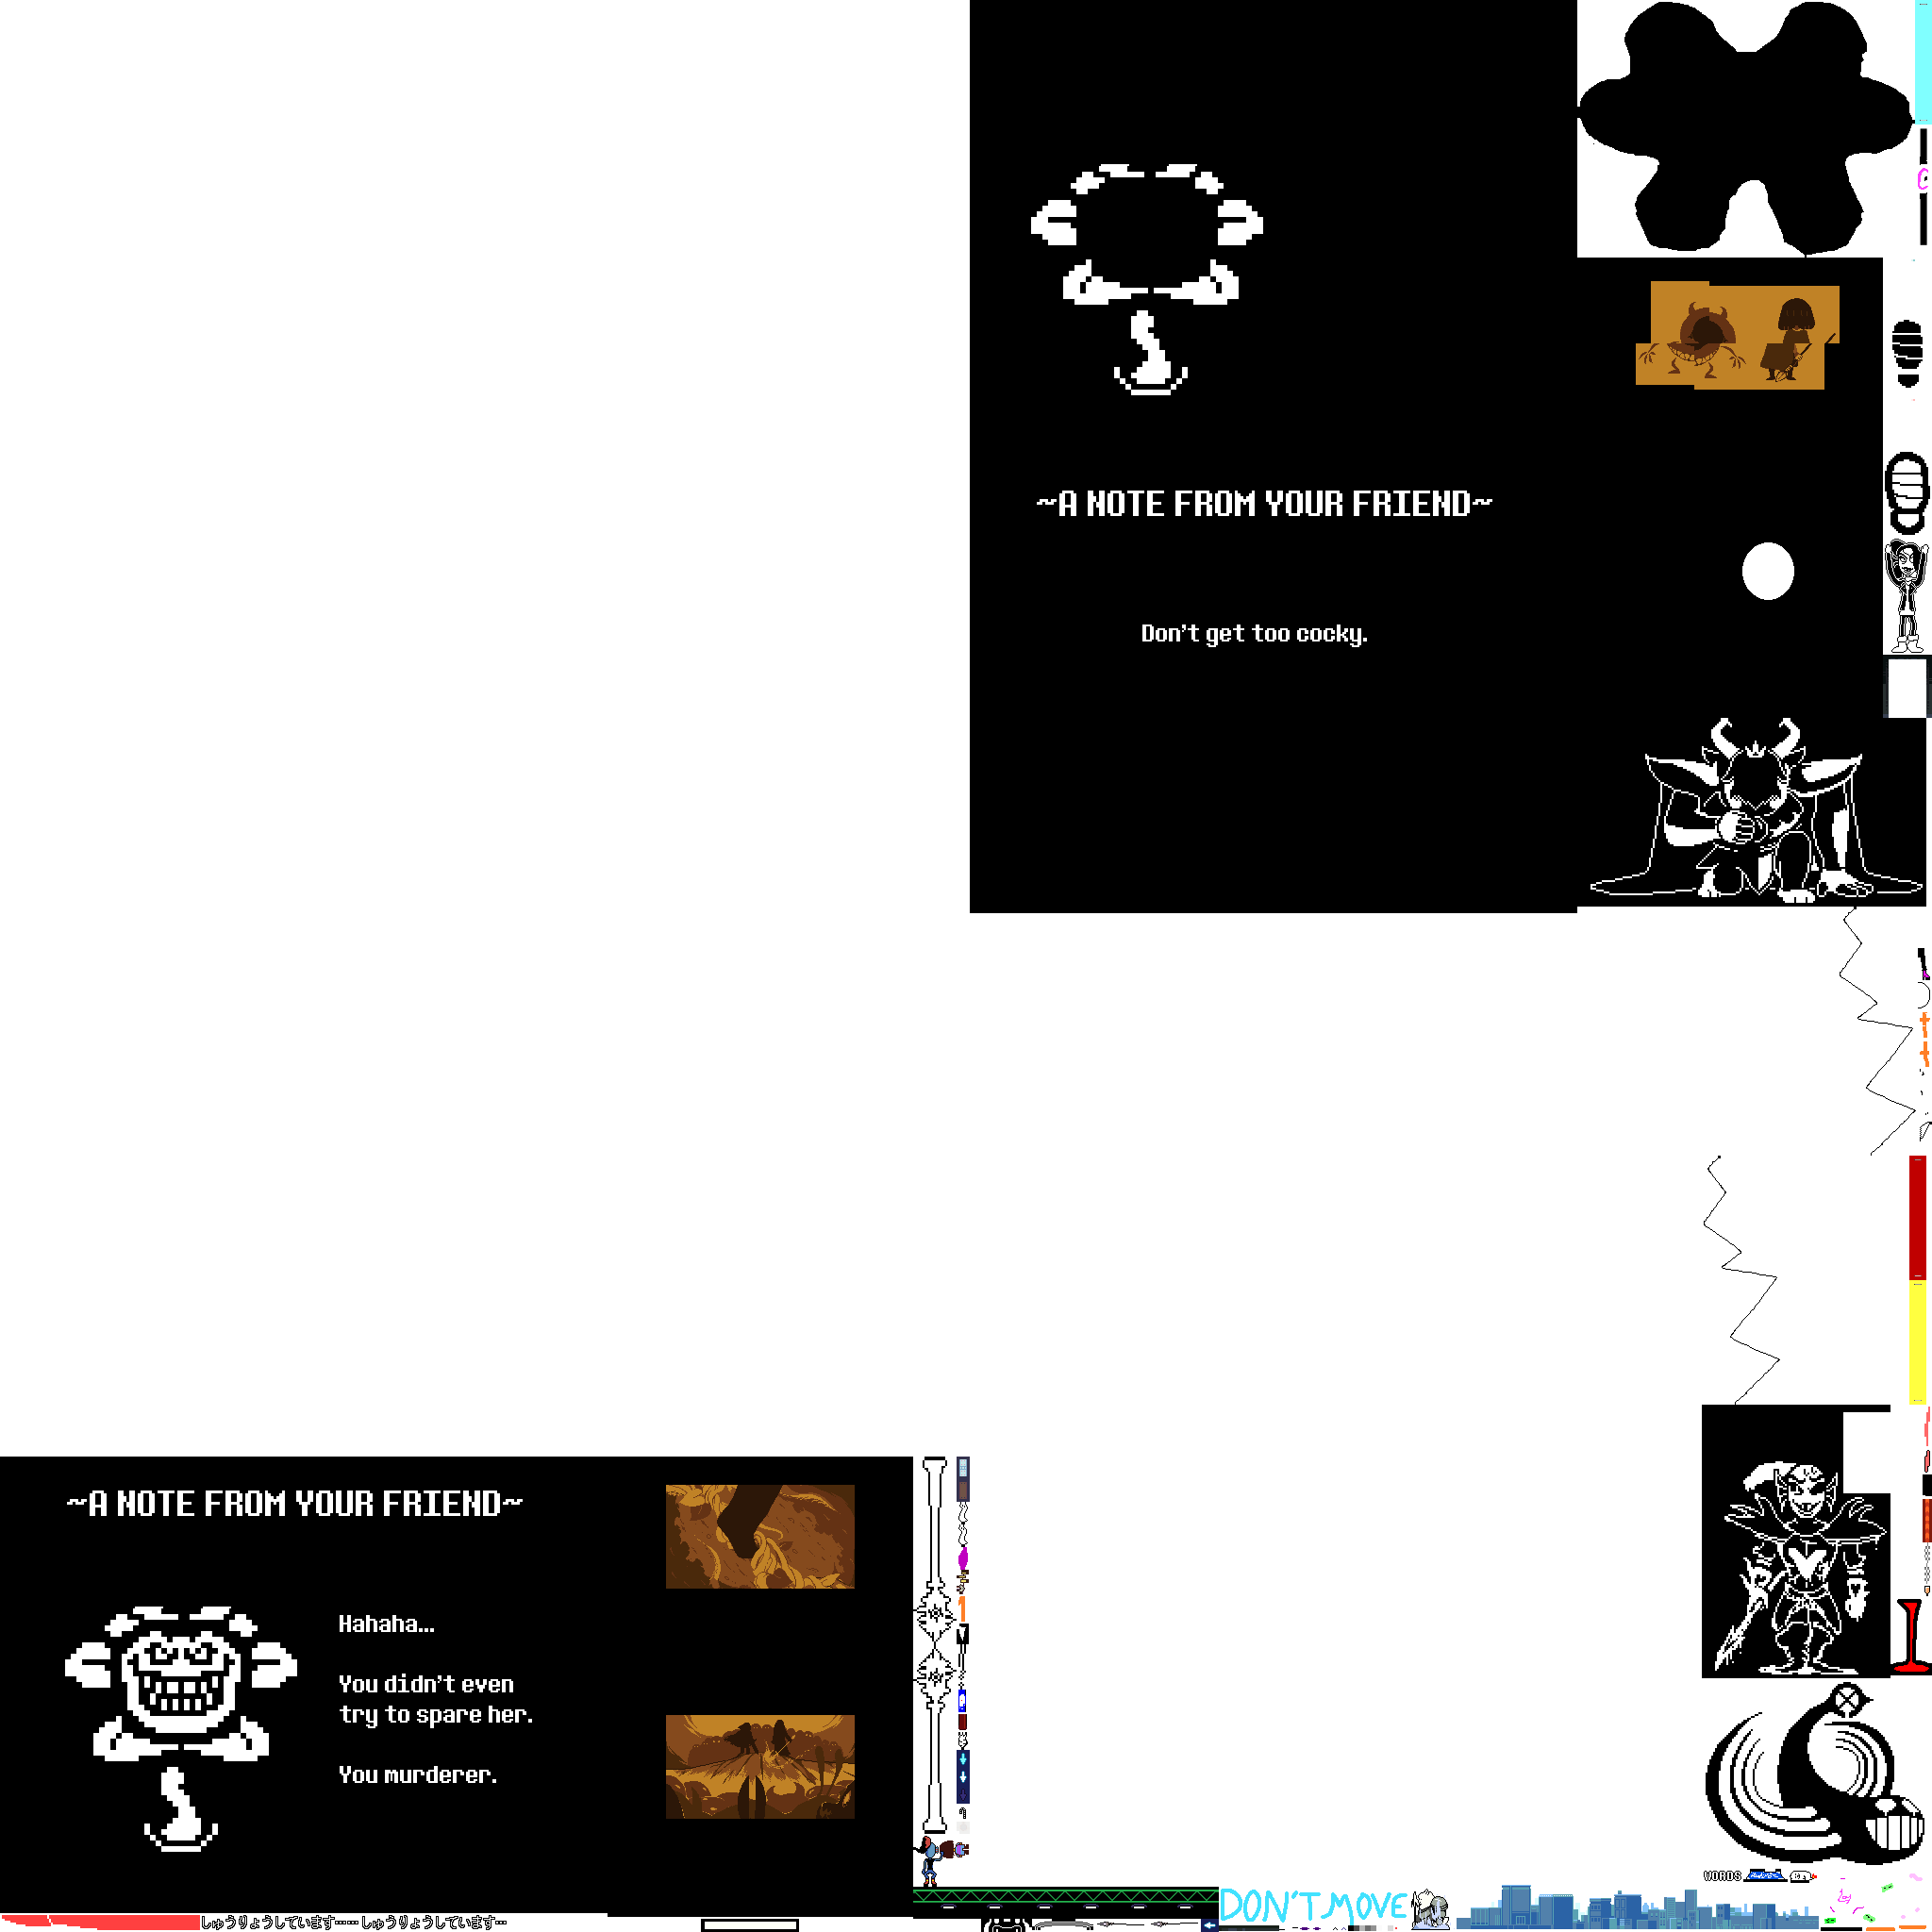 ~A NOTE FROM YOUR FRIEND~
Don't get too cocky.
~A NOTE FROM YOUR FRIEND~
Hahaha...
You didn't even
try to spare her.
You murderer.
WORDS
DON'T MOVE
しゅうりょうしています……しゅうりょうしています…